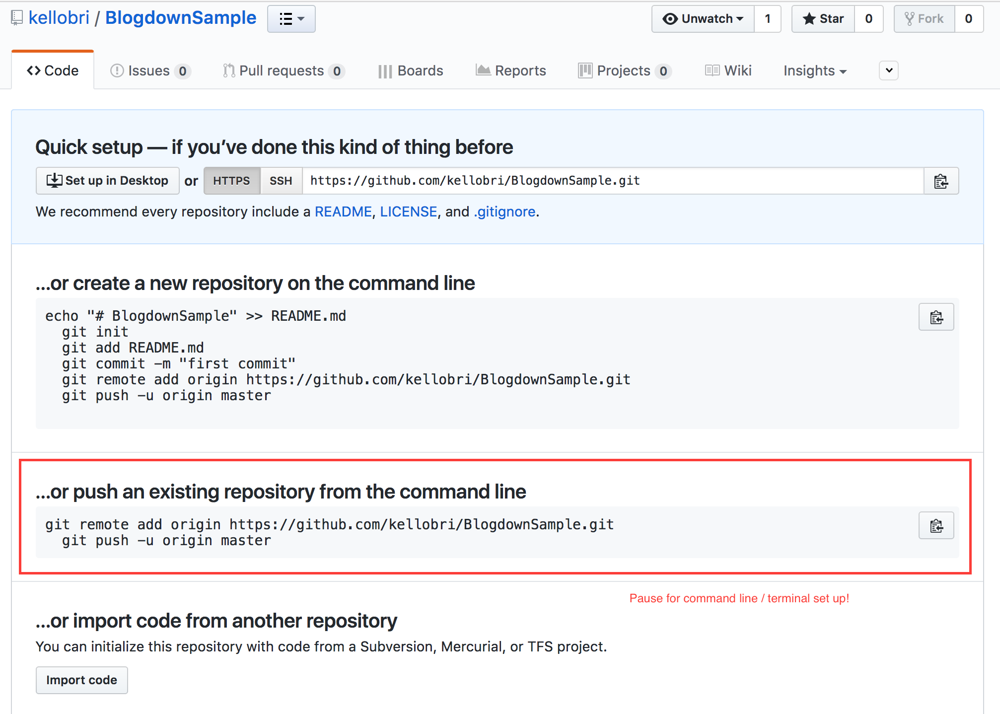 kellobri / BlogdownSample
Unwatch 1 Star 0 Fork 0
Code Issues 0 Pull requests 0 Boards Reports Projects 0 Wiki Insights
Quick setup — if you’ve done this kind of thing before
Set up in Desktop or HTTPS SSH https://github.com/kellobri/BlogdownSample.git
We recommend every repository include a README, LICENSE, and .gitignore.
…or create a new repository on the command line
echo "# BlogdownSample" >> README.md
git init
git add README.md
git commit -m "first commit"
git remote add origin https://github.com/kellobri/BlogdownSample.git
git push -u origin master
…or push an existing repository from the command line
git remote add origin https://github.com/kellobri/BlogdownSample.git
git push -u origin master
Pause for command line / terminal set up!
…or import code from another repository
You can initialize this repository with code from a Subversion, Mercurial, or TFS project.
Import code